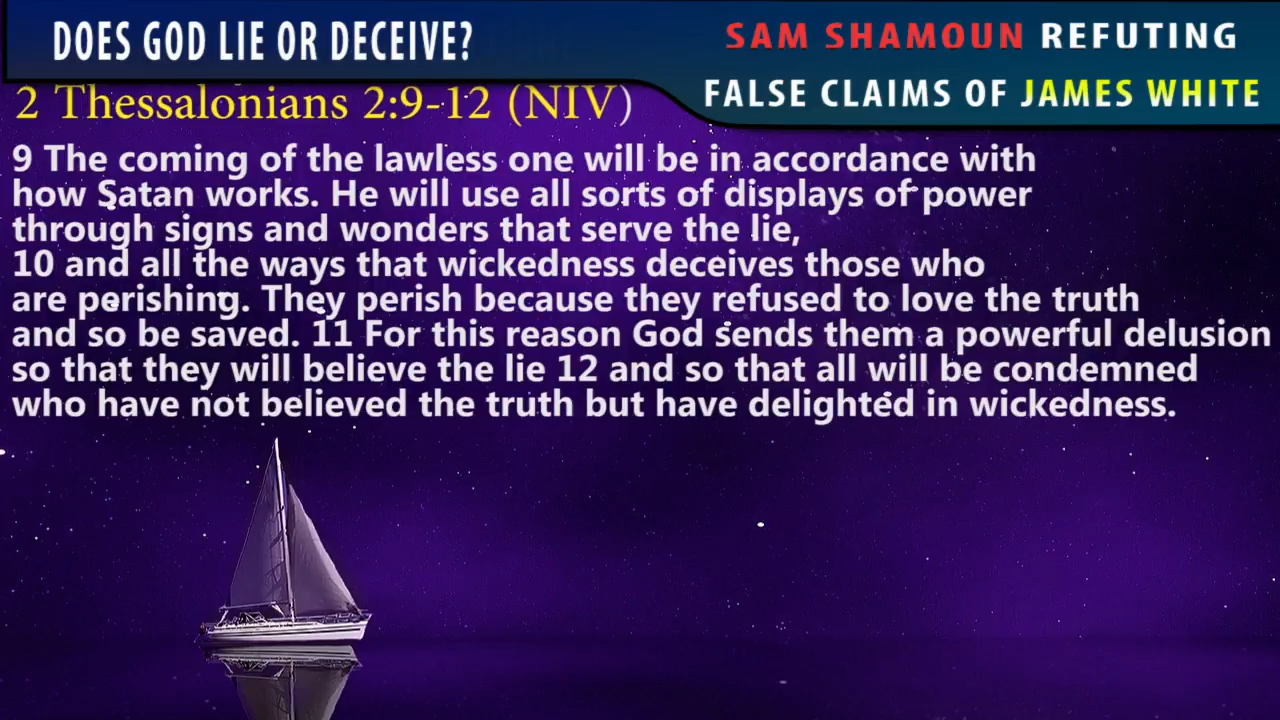 DOES GOD LIE OR DECEIVE?
SAM SHAMOUN REFUTING
FALSE CLAIMS OF JAMES WHITE
2 Thessalonians 2:9-12 (NIV)
9 The coming of the lawless one will be in accordance with
how Satan works. He will use all sorts of displays of power
through signs and wonders that serve the lie,
10 and all the ways that wickedness deceives those who
are perishing. They perish because they refused to love the truth
and so be saved. 11 For this reason God sends them a powerful delusion
so that they will believe the lie 12 and so that all will be condemned
who have not believed the truth but have delighted in wickedness.